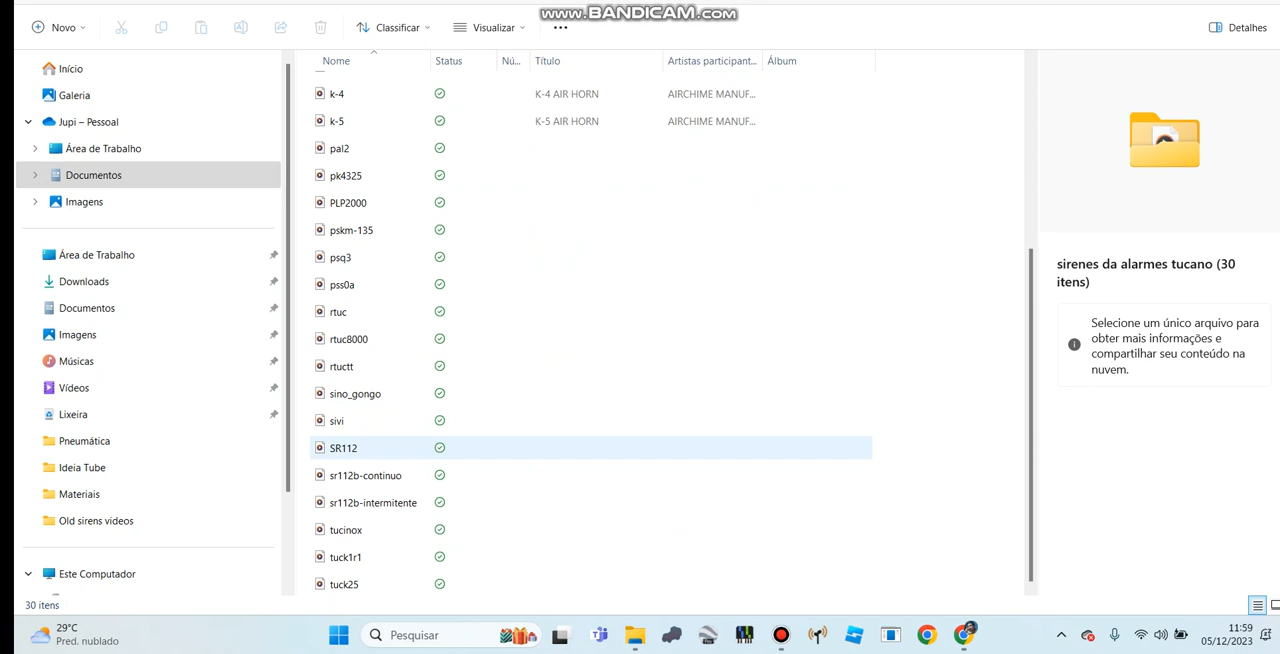 www.BANDICAM.com
Novo
Classificar
Visualizar
Detalhes
Início
Galeria
Jupi – Pessoal
Área de Trabalho
Documentos
Imagens
Área de Trabalho
Downloads
Documentos
Imagens
Músicas
Vídeos
Lixeira
Pneumática
Ideia Tube
Materiais
Old sirens videos
Este Computador
Nome Status Nú... Título Artistas participant... Álbum
k-4 K-4 AIR HORN AIRCHIME MANUF...
k-5 K-5 AIR HORN AIRCHIME MANUF...
pal2
pk4325
PLP2000
pskm-135
psq3
pss0a
rtuc
rtuc8000
rtuctt
sino_gongo
sivi
SR112
sr112b-continuo
sr112b-intermitente
tucinox
tuck1r1
tuck25
sirenes da alarmes tucano (30
itens)
Selecione um único arquivo para
obter mais informações e
compartilhar seu conteúdo na
nuvem.
30 itens
29°C
Pred. nublado
Pesquisar
11:59
05/12/2023